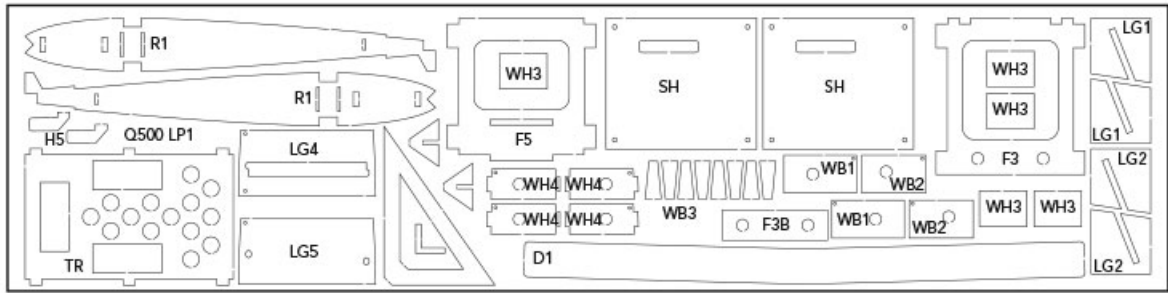 R1
WH3
SH
SH
WH3
LG1
R1
WH3
H5
Q500 LP1
F5
LG1
LG4
WB1
WB2
F3
LG2
WH4
WH4
WB3
WH3
WH3
WH4
WH4
F3B
WB1
WB2
LG5
D1
TR
LG2